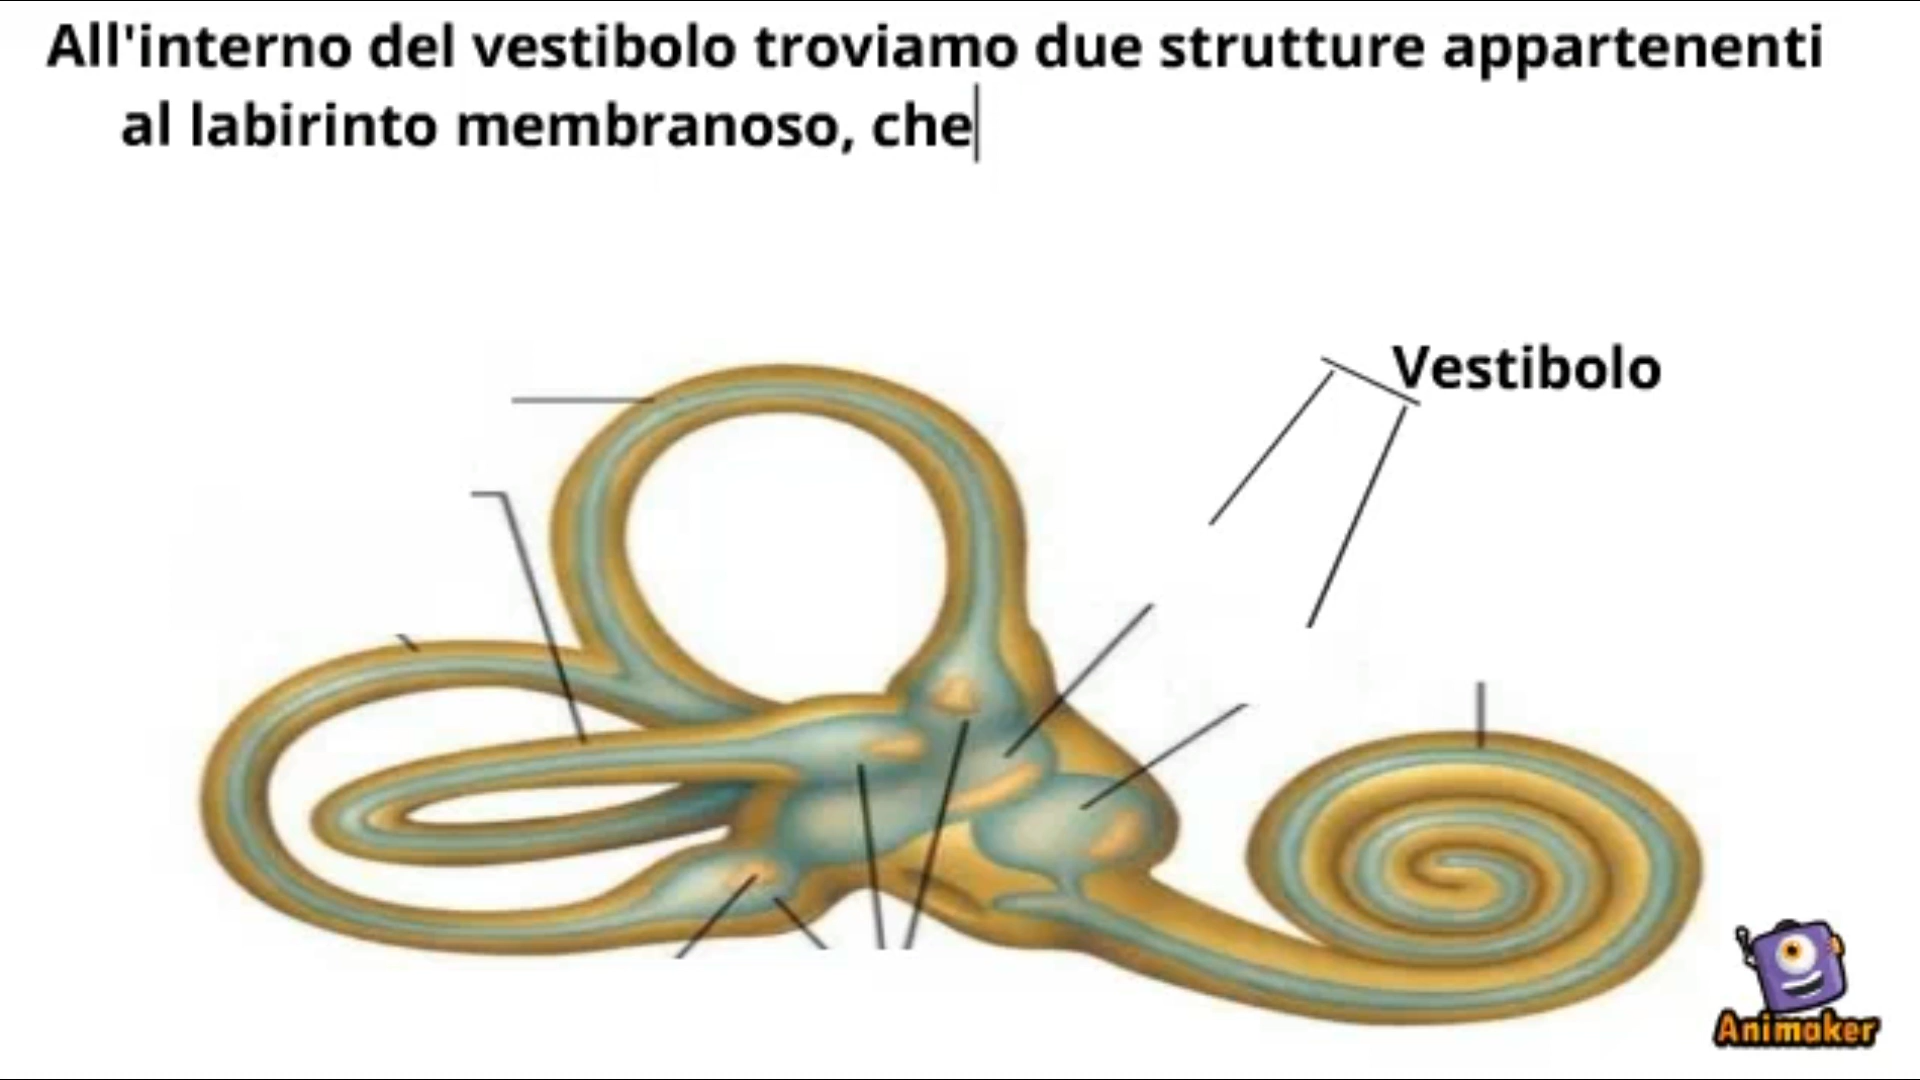 All'interno del vestibolo troviamo due strutture appartenenti
al labirinto membranoso, che
Vestibolo
Animaker